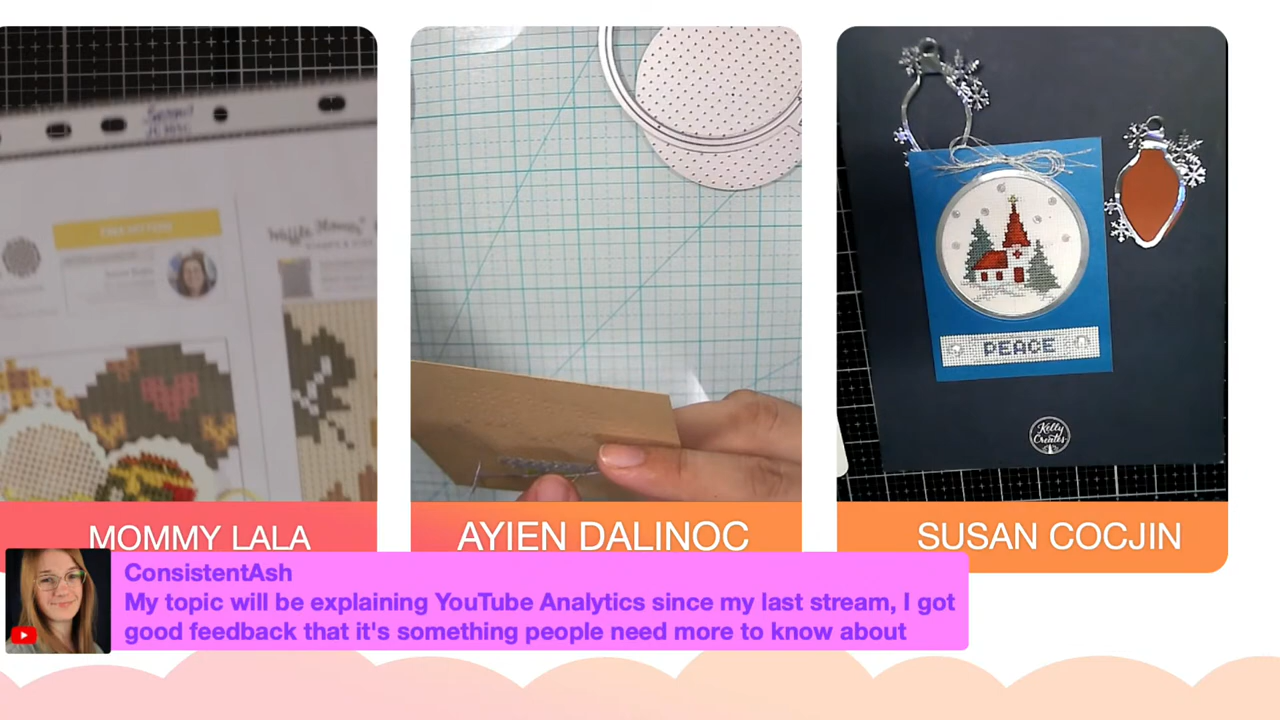 PEACE
Kelly
Creates
MOMMY LALA
AYIEN DALINOC
SUSAN COCJIN
ConsistentAsh
My topic will be explaining YouTube Analytics since my last stream, I got
good feedback that it's something people need more to know about